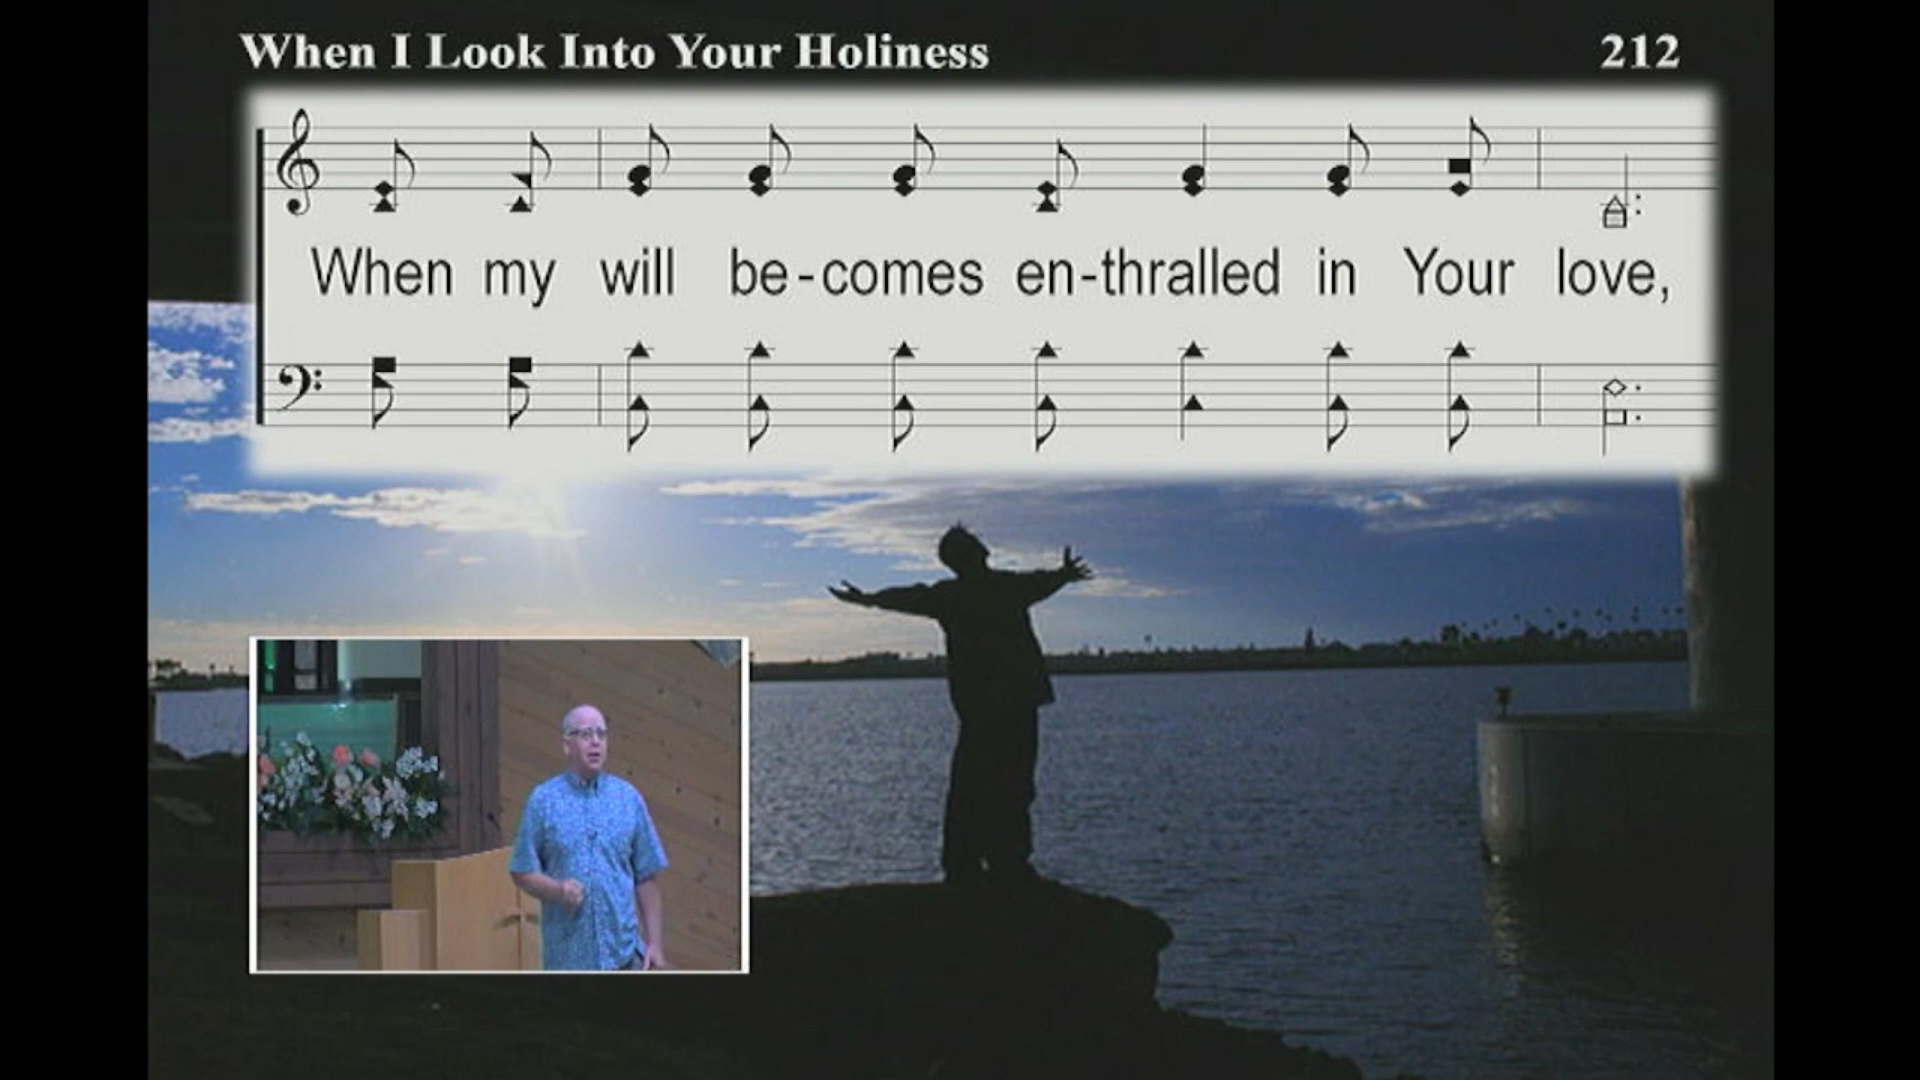 When I Look Into Your Holiness 212
When my will be-comes en-thralled in Your love,